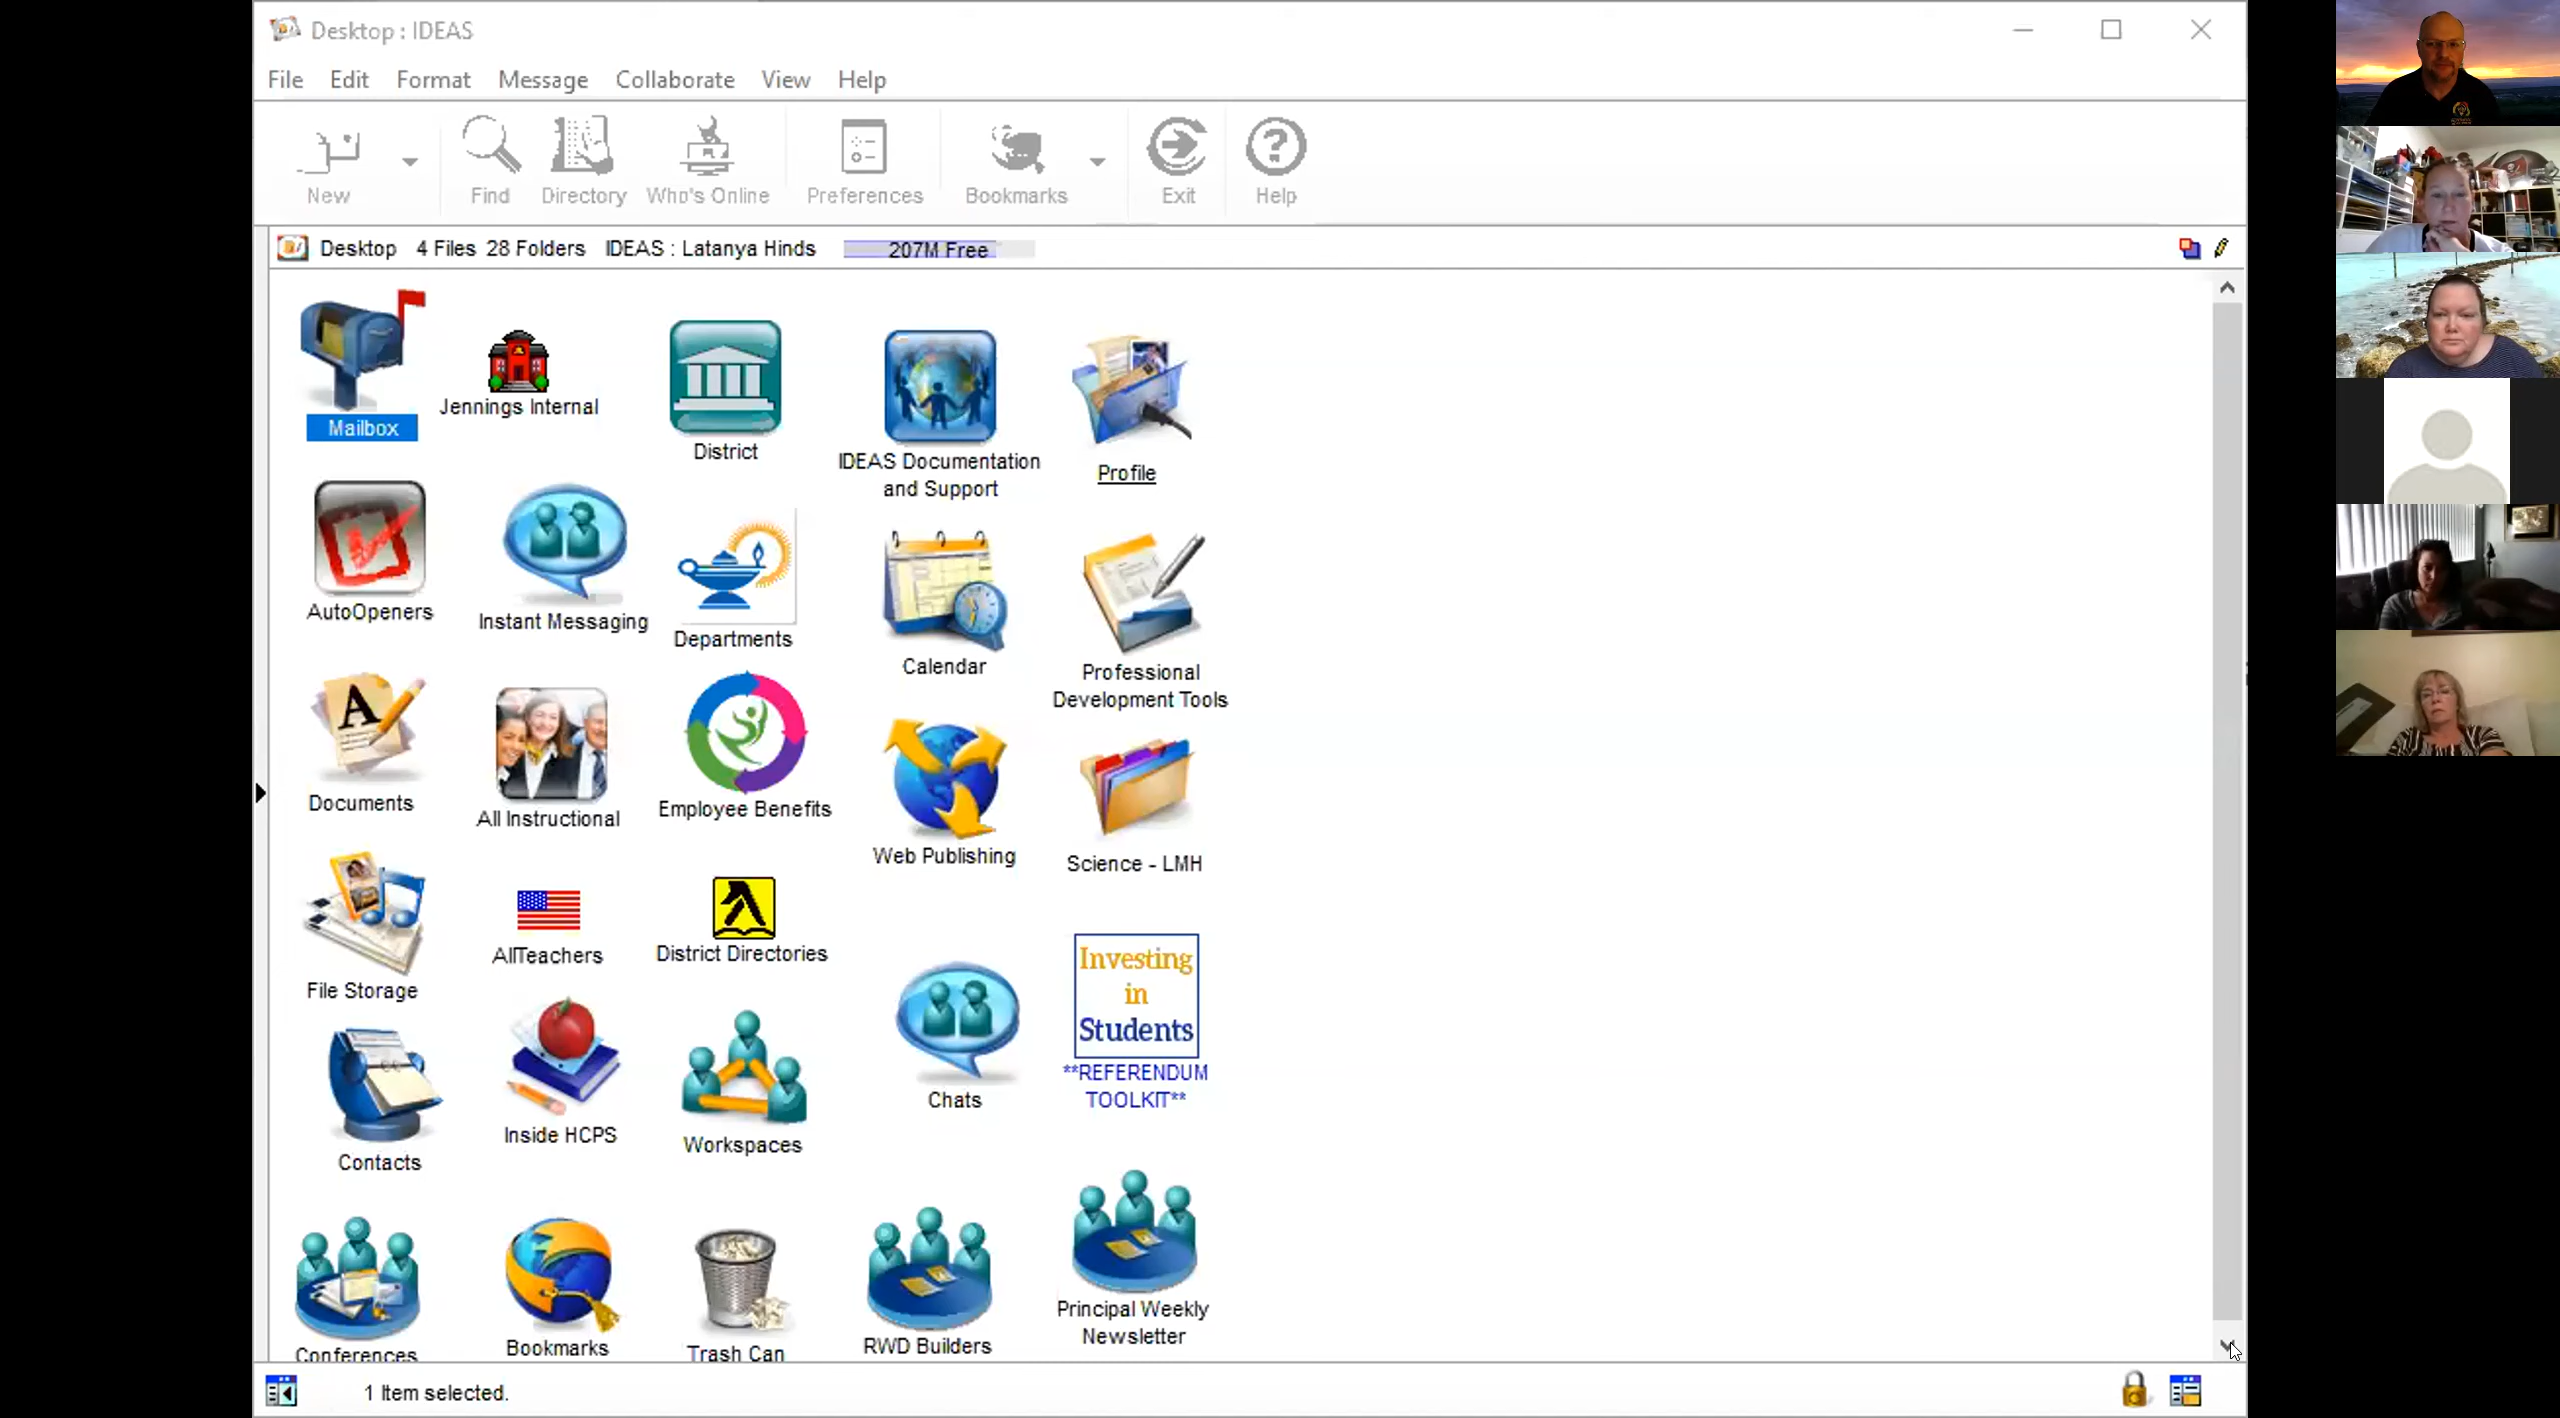 Desktop : IDEAS
File Edit Format Message Collaborate View Help
New Find Directory Who's Online Preferences Bookmarks Exit Help
Desktop 4 Files 28 Folders IDEAS : Latanya Hinds 207M Free
Mailbox
Jennings Internal
District
IDEAS Documentation
and Support
Profile
AutoOpeners
Instant Messaging
Departments
Calendar
Professional
Development Tools
Documents
All Instructional
Employee Benefits
Web Publishing
Science - LMH
File Storage
AllTeachers
District Directories
Investing
in
Students
Chats
**REFERENDUM
TOOLKIT**
Contacts
Inside HCPS
Workspaces
Conferences
Bookmarks
Trash Can
RWD Builders
Principal Weekly
Newsletter
1 Item selected.